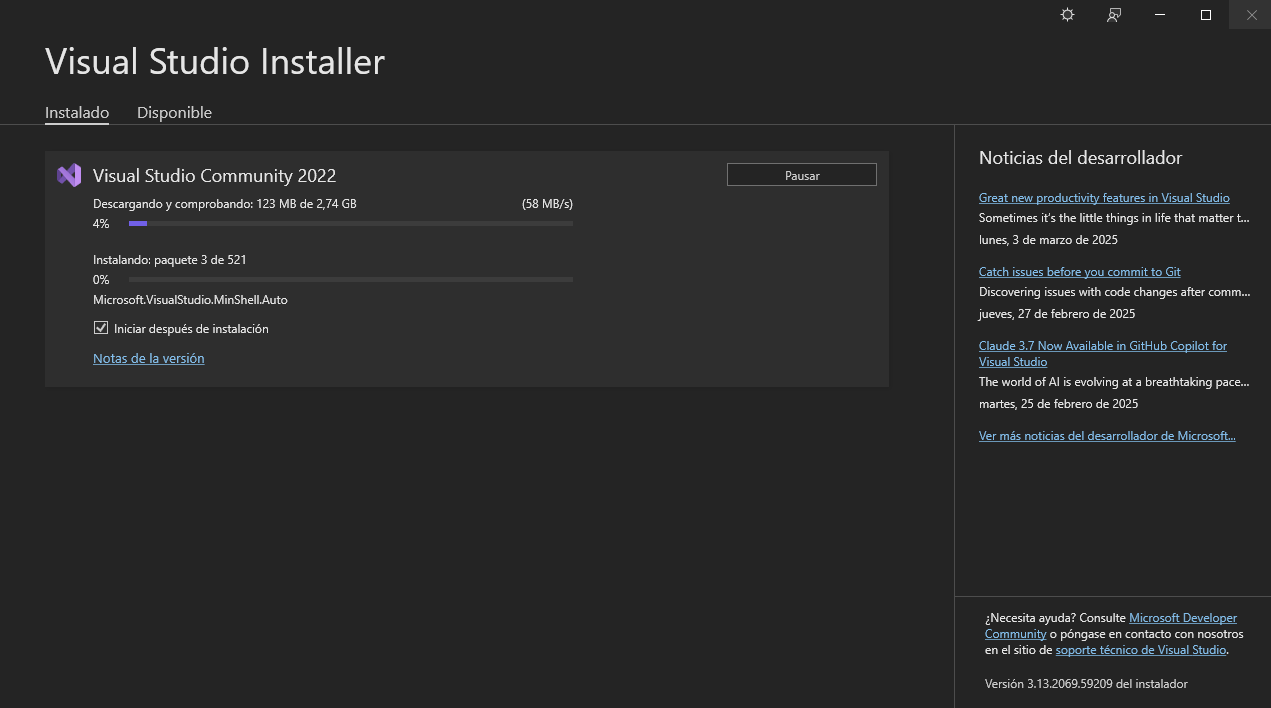 Visual Studio Installer
Instalado
Disponible
Visual Studio Community 2022
Pausar
Descargando y comprobando: 123 MB de 2,74 GB
(58 MB/s)
4%
Instalando: paquete 3 de 521
0%
Microsoft.VisualStudio.MinShell.Auto
Iniciar después de instalación
Notas de la versión
Noticias del desarrollador
Great new productivity features in Visual Studio
Sometimes it's the little things in life that matter t...
lunes, 3 de marzo de 2025
Catch issues before you commit to Git
Discovering issues with code changes after comm...
jueves, 27 de febrero de 2025
Claude 3.7 Now Available in GitHub Copilot for
Visual Studio
The world of AI is evolving at a breathtaking pace...
martes, 25 de febrero de 2025
Ver más noticias del desarrollador de Microsoft...
¿Necesita ayuda? Consulte Microsoft Developer
Community o póngase en contacto con nosotros
en el sitio de soporte técnico de Visual Studio.
Versión 3.13.2069.59209 del instalador